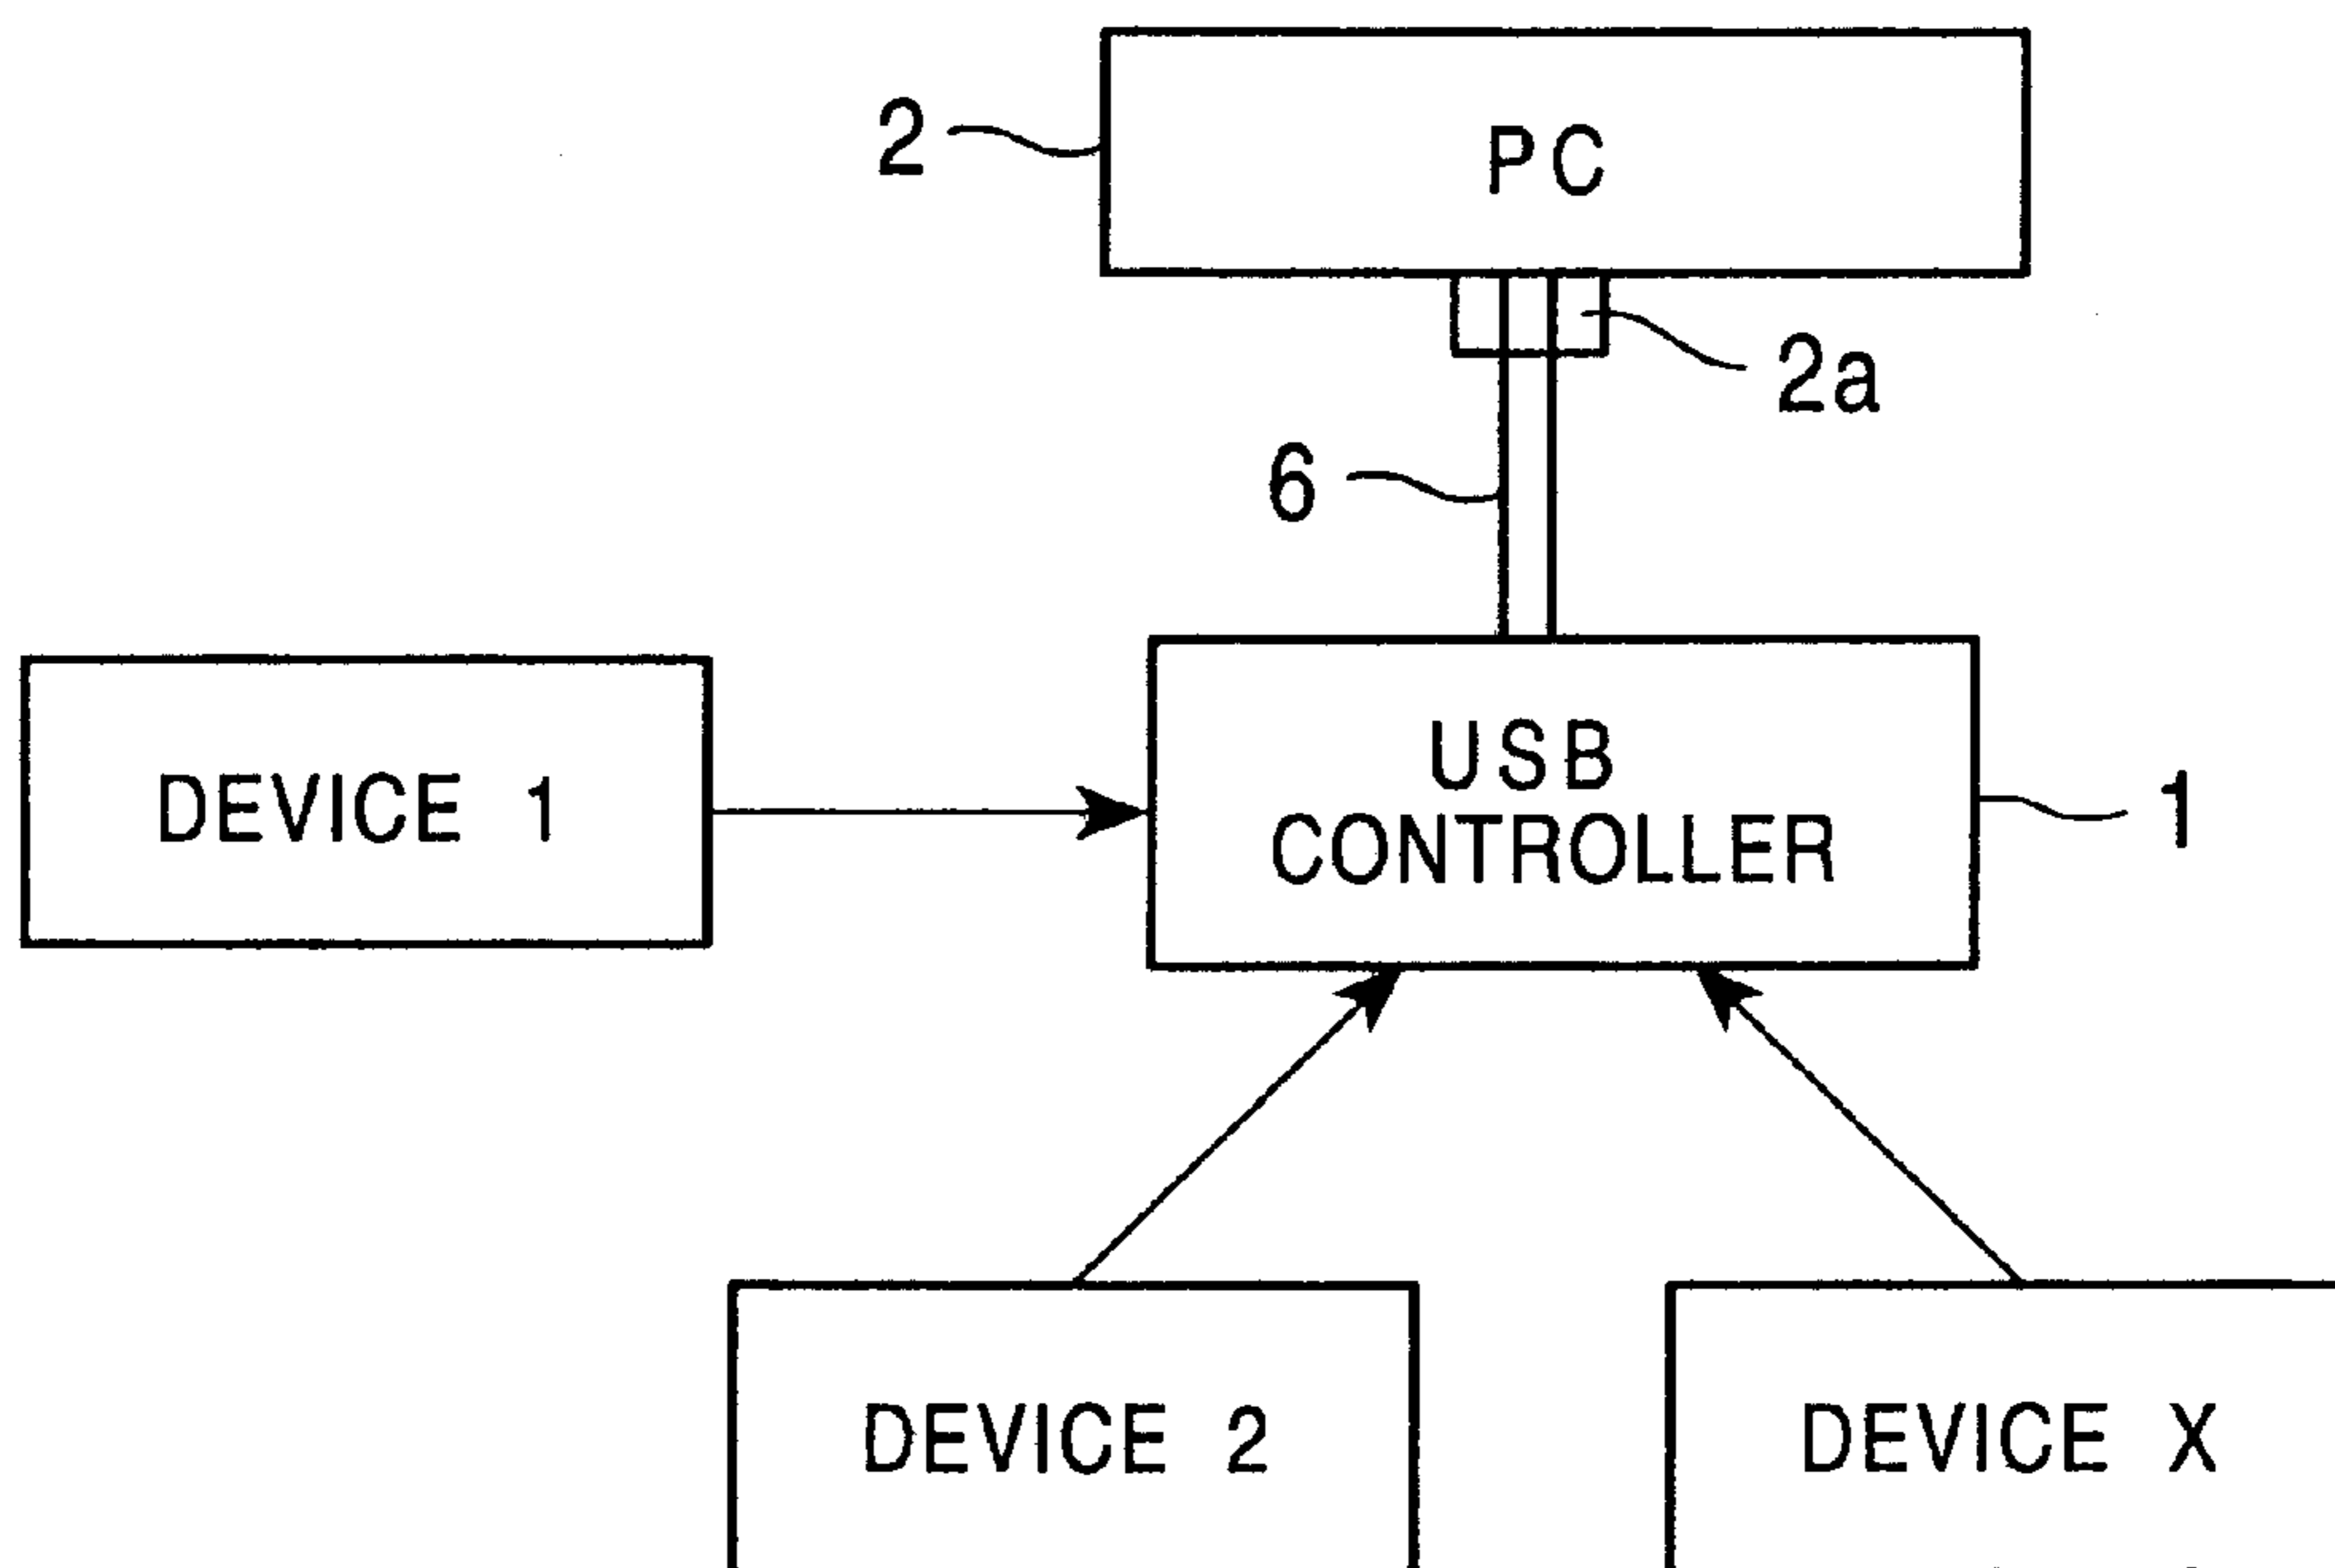 2
PC
2a
6
DEVICE 1
USB
CONTROLLER
1
DEVICE 2
DEVICE X